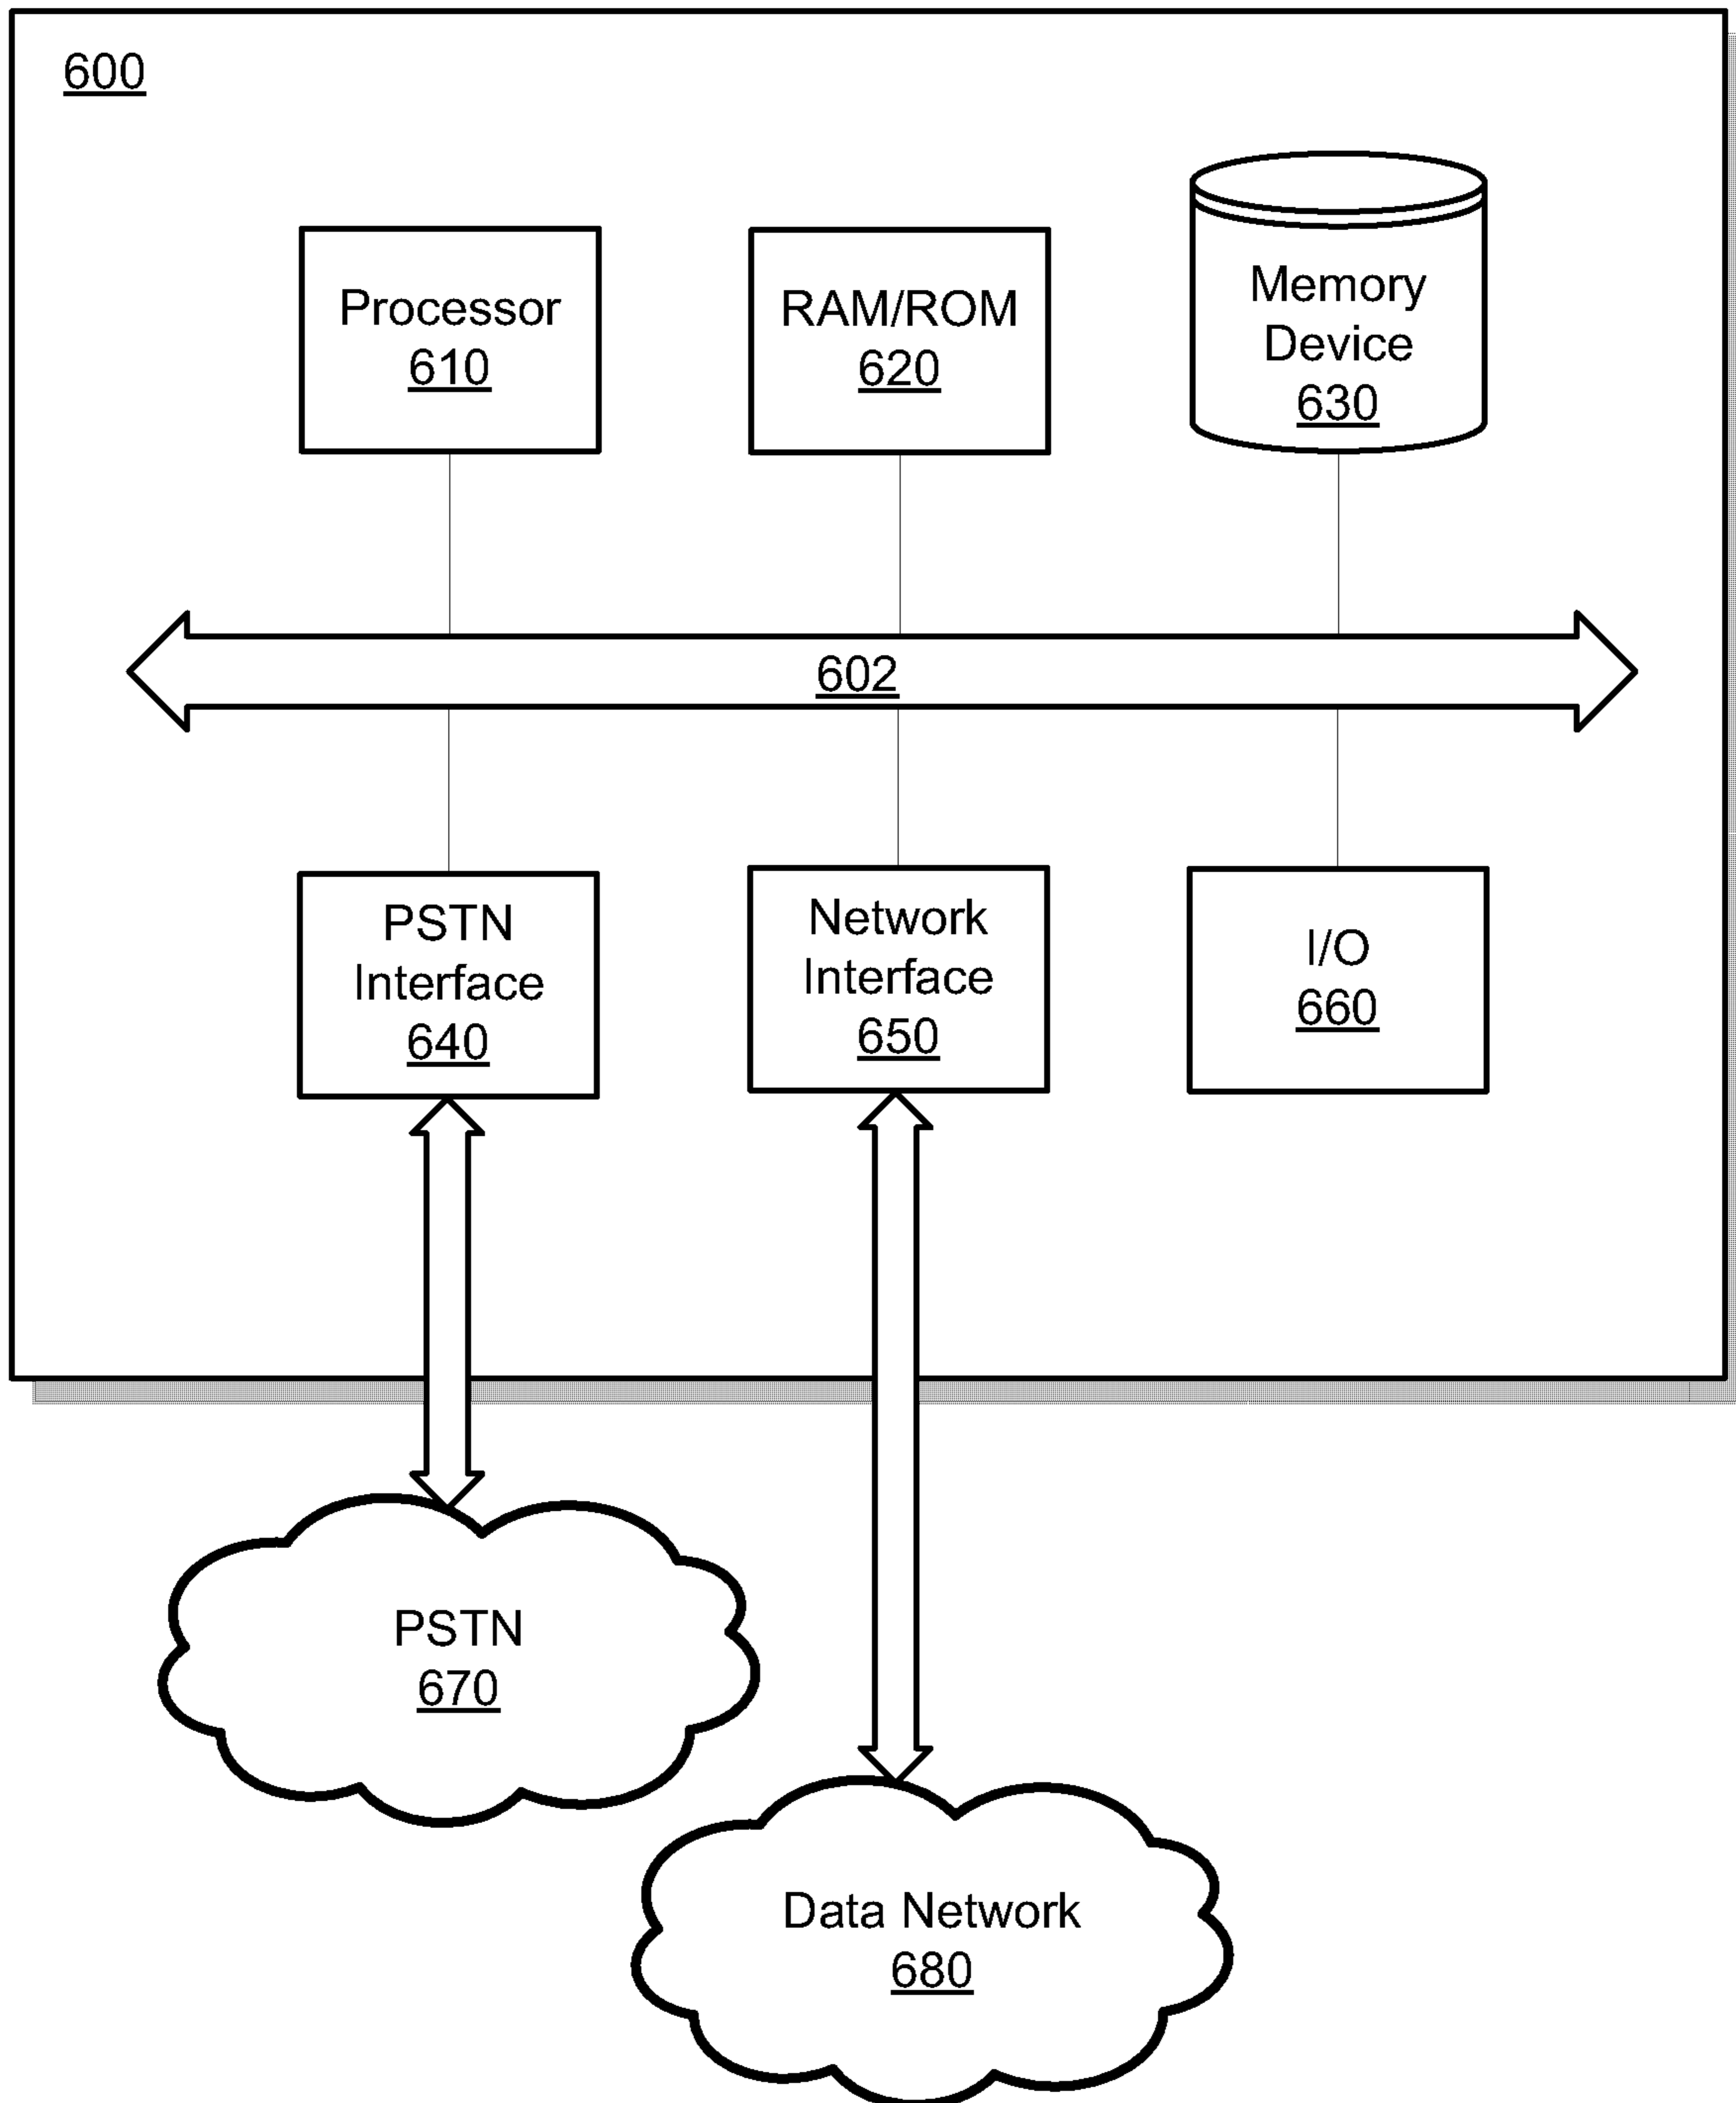 600
Processor
610
RAM/ROM
620
Memory
Device
630
602
PSTN
Interface
640
Network
Interface
650
I/O
660
PSTN
670
Data Network
680